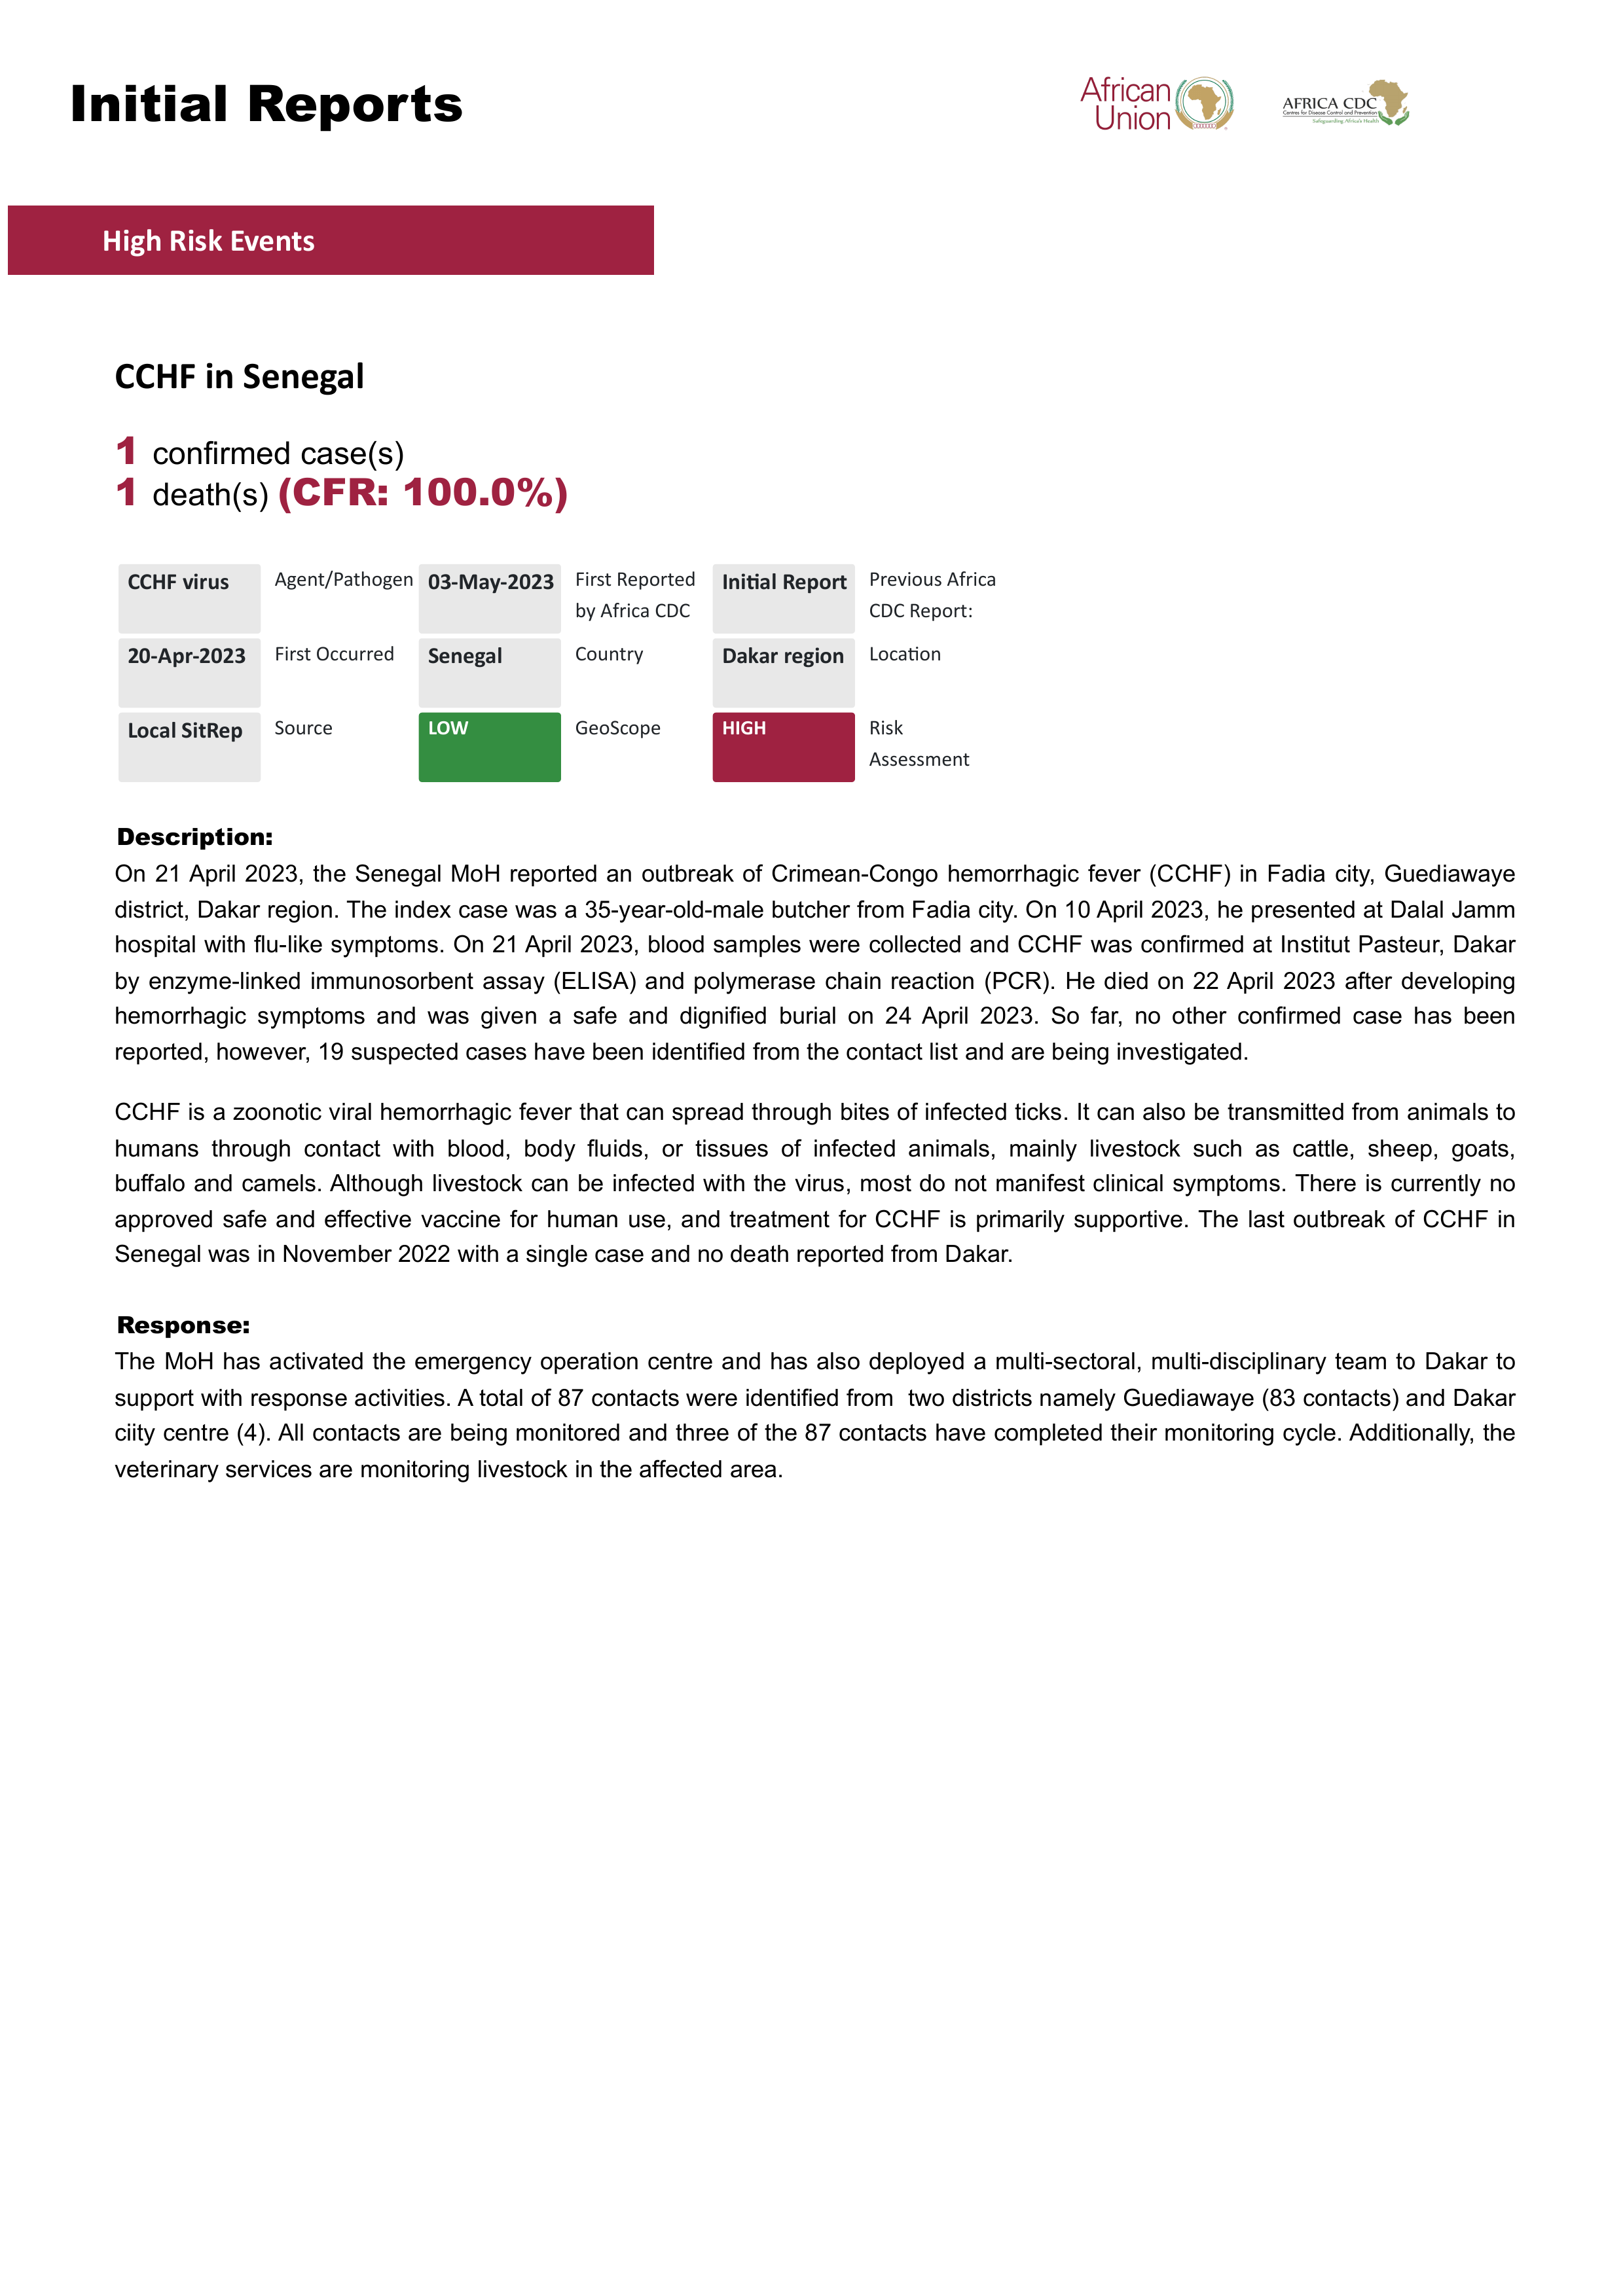 Initial Reports
African
Union
AFRICA CDC
Centres for Disease Control and Prevention
Safeguarding Africa's Health
High Risk Events
CCHF in Senegal
1 confirmed case(s)
1 death(s) (CFR: 100.0%)
CCHF virus Agent/Pathogen 03-May-2023 First Reported Initial Report Previous Africa
by Africa CDC CDC Report:
20-Apr-2023 First Occurred Senegal Country Dakar region Location
Local SitRep Source LOW GeoScope HIGH Risk
Assessment
Description:
On 21 April 2023, the Senegal MoH reported an outbreak of Crimean-Congo hemorrhagic fever (CCHF) in Fadia city, Guediawaye
district, Dakar region. The index case was a 35-year-old-male butcher from Fadia city. On 10 April 2023, he presented at Dalal Jamm
hospital with flu-like symptoms. On 21 April 2023, blood samples were collected and CCHF was confirmed at Institut Pasteur, Dakar
by enzyme-linked immunosorbent assay (ELISA) and polymerase chain reaction (PCR). He died on 22 April 2023 after developing
hemorrhagic symptoms and was given a safe and dignified burial on 24 April 2023. So far, no other confirmed case has been
reported, however, 19 suspected cases have been identified from the contact list and are being investigated.
CCHF is a zoonotic viral hemorrhagic fever that can spread through bites of infected ticks. It can also be transmitted from animals to
humans through contact with blood, body fluids, or tissues of infected animals, mainly livestock such as cattle, sheep, goats,
buffalo and camels. Although livestock can be infected with the virus, most do not manifest clinical symptoms. There is currently no
approved safe and effective vaccine for human use, and treatment for CCHF is primarily supportive. The last outbreak of CCHF in
Senegal was in November 2022 with a single case and no death reported from Dakar.
Response:
The MoH has activated the emergency operation centre and has also deployed a multi-sectoral, multi-disciplinary team to Dakar to
support with response activities. A total of 87 contacts were identified from  two districts namely Guediawaye (83 contacts) and Dakar
ciity centre (4). All contacts are being monitored and three of the 87 contacts have completed their monitoring cycle. Additionally, the
veterinary services are monitoring livestock in the affected area.